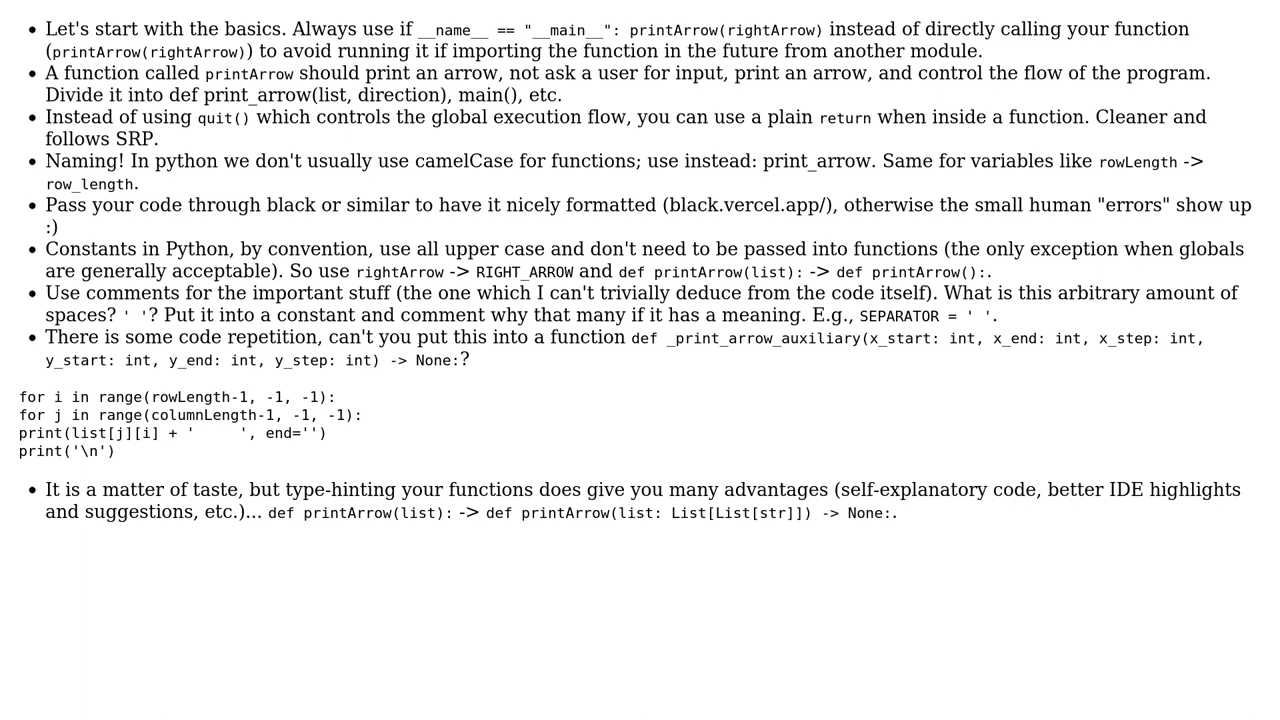 • Let's start with the basics. Always use if __name__ == "__main__": printArrow(rightArrow) instead of directly calling your function
(printArrow(rightArrow)) to avoid running it if importing the function in the future from another module.
• A function called printArrow should print an arrow, not ask a user for input, print an arrow, and control the flow of the program.
Divide it into def print_arrow(list, direction), main(), etc.
• Instead of using quit() which controls the global execution flow, you can use a plain return when inside a function. Cleaner and
follows SRP.
• Naming! In python we don't usually use camelCase for functions; use instead: print_arrow. Same for variables like rowLength ->
row_length.
• Pass your code through black or similar to have it nicely formatted (black.vercel.app/), otherwise the small human "errors" show up
:)
• Constants in Python, by convention, use all upper case and don't need to be passed into functions (the only exception when globals
are generally acceptable). So use rightArrow -> RIGHT_ARROW and def printArrow(list): -> def printArrow():.
• Use comments for the important stuff (the one which I can't trivially deduce from the code itself). What is this arbitrary amount of
spaces? ' '? Put it into a constant and comment why that many if it has a meaning. E.g., SEPARATOR = ' '.
• There is some code repetition, can't you put this into a function def _print_arrow_auxiliary(x_start: int, x_end: int, x_step: int,
y_start: int, y_end: int, y_step: int) -> None:?
for i in range(rowLength-1, -1, -1):
for j in range(columnLength-1, -1, -1):
print(list[j][i] + '     ', end='')
print('\n')
• It is a matter of taste, but type-hinting your functions does give you many advantages (self-explanatory code, better IDE highlights
and suggestions, etc.)... def printArrow(list): -> def printArrow(list: List[List[str]]) -> None:.